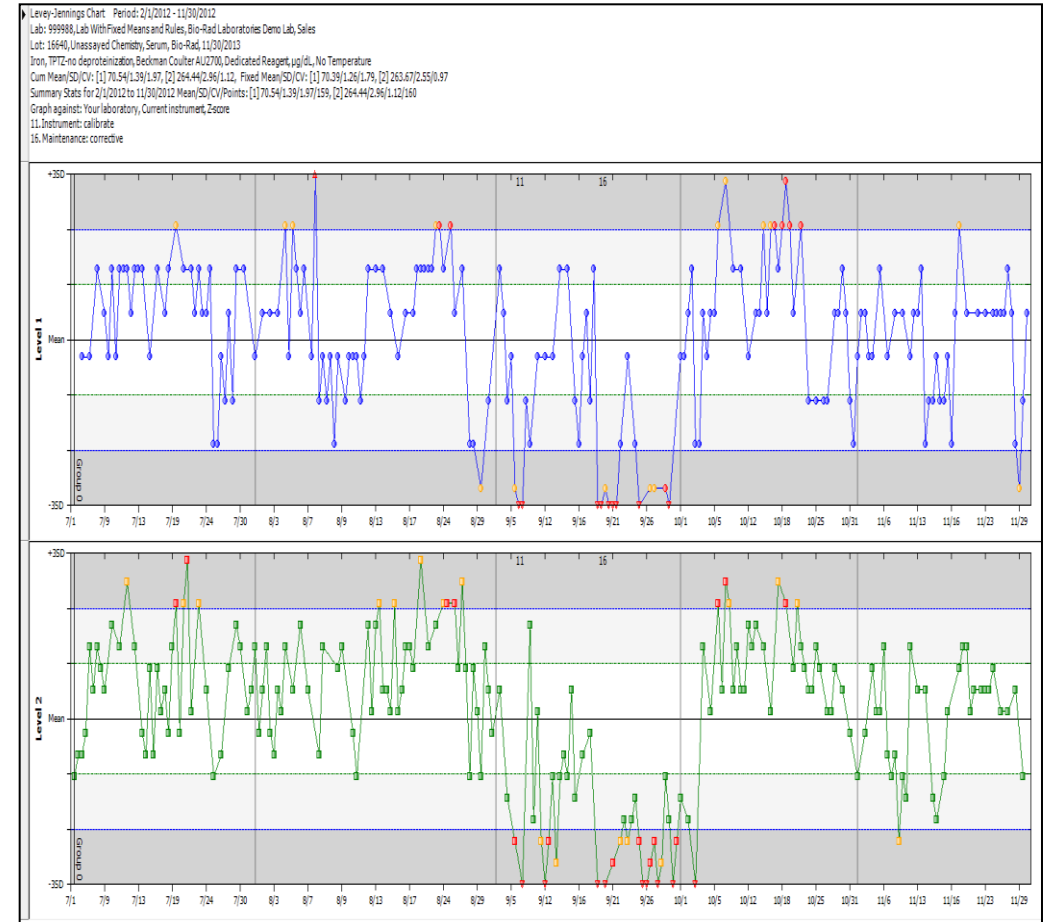 Levey-Jennings Chart Period: 2/1/2012 - 11/30/2012
Lab: 999988, Lab With Fixed Means and Rules, Bio-Rad Laboratories Demo Lab, Sales
Lot: 16640, Unassayed Chemistry, Serum, Bio-Rad, 11/30/2013
Iron, TPTZ-no deproteinization, Beckman Coulter AU2700, Dedicated Reagent, µg/dL, No Temperature
Cum Mean/SD/CV: [1] 70.54/1.39/1.97, [2] 264.44/2.96/1.12, Fixed Mean/SD/CV: [1] 70.39/1.26/1.79, [2] 263.67/2.55/0.97
Summary Stats for 2/1/2012 to 11/30/2012 Mean/SD/CV/Points: [1] 70.54/1.39/1.97/159, [2] 264.44/2.96/1.12/160
Graph against: Your laboratory, Current instrument, Z-score
11. Instrument: calibrate
16. Maintenance: corrective
+3SD
11 16
Level 1
Mean
Group 0
-3SD
7/1 7/9 7/13 7/19 7/24 7/30 8/3 8/7 8/9 8/13 8/17 8/24 8/29 9/5 9/12 9/16 9/21 9/26 10/1 10/5 10/12 10/18 10/25 10/31 11/6 11/13 11/16 11/23 11/29
+3SD
11 16
Level 2
Mean
Group 0
-3SD
7/1 7/9 7/13 7/19 7/24 7/30 8/3 8/7 8/9 8/13 8/17 8/24 8/29 9/5 9/12 9/16 9/21 9/26 10/1 10/5 10/12 10/18 10/25 10/31 11/6 11/13 11/16 11/23 11/29